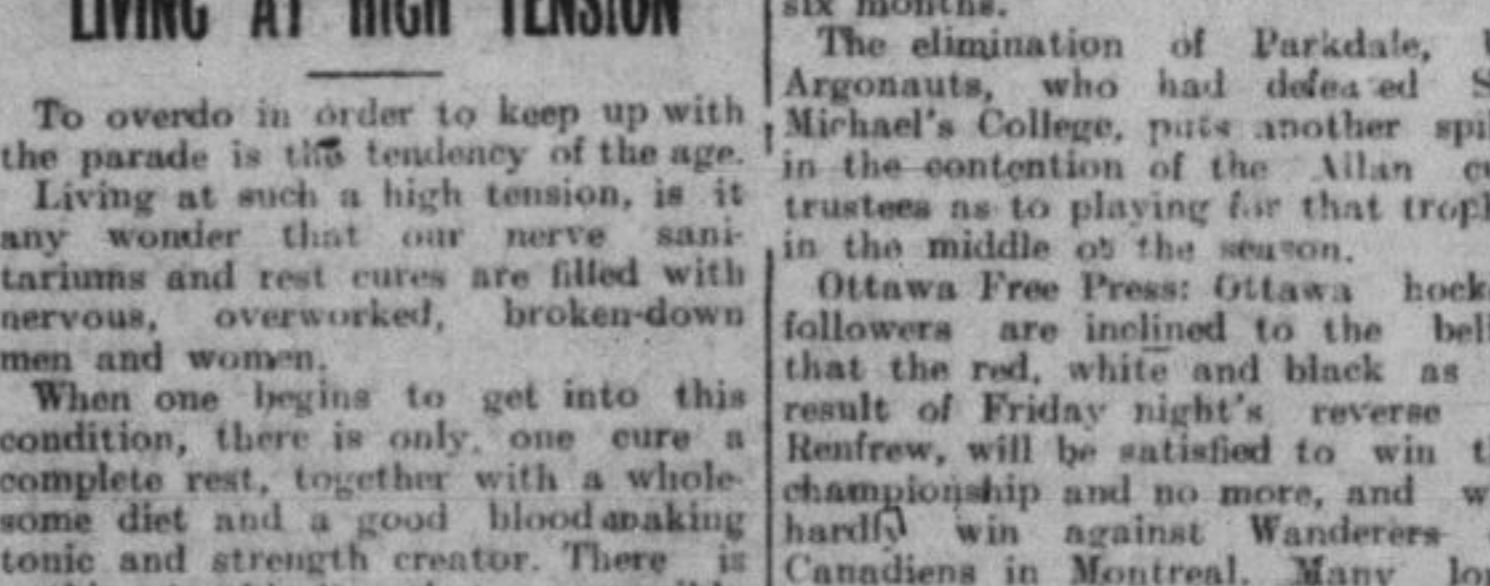 LIVING AT HIGH TENSION
To overdo in order to keep up with
the parade is the tendency of the age.
Living at such a high tension, is it
any wonder that our nerve sani-
tariums and rest cures are filled with
nervous, overworked, broken-down
men and women.
When one begins to get into this
condition, there is only, one cure a
complete rest, together with a whole-
some diet and a good blood making
tonic and strength creator. There is
six months.
The elimination of Parkdale,
Argonauts, who had defeated
Michael's College, puts another
in the contention of the Allan
trustees as to playing for that
in the middle of the season.
Ottawa Free Press: Ottawa
followers are inclined to the
that the red, white and black as
result of Friday night's reverse
Renfrew, will be satisfied to win
championship and no more, and
hardly win against Wanderers
Canadiens in Montreal. Many